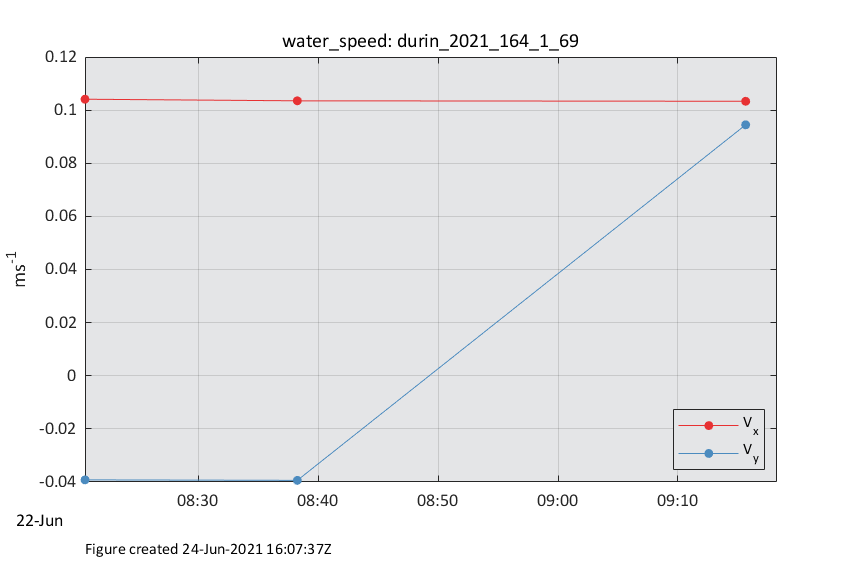 water_speed: durin_2021_164_1_69
0.12
0.1
0.08
0.06
0.04
0.02
0
-0.02
-0.04
ms-1
Vx
Vy
08:30 08:40 08:50 09:00 09:10
22-Jun
Figure created 24-Jun-2021 16:07:37Z